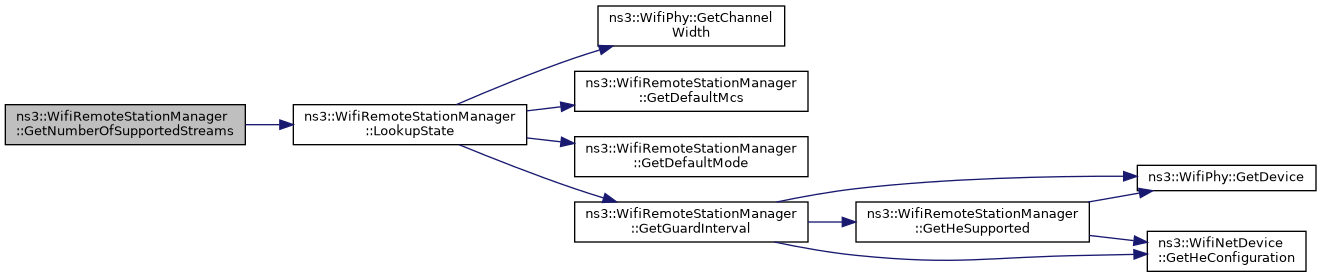 ns3::WifiRemoteStationManager
::GetNumberOfSupportedStreams
ns3::WifiRemoteStationManager
::LookupState
ns3::WifiPhy::GetChannel
Width
ns3::WifiRemoteStationManager
::GetDefaultMcs
ns3::WifiRemoteStationManager
::GetDefaultMode
ns3::WifiRemoteStationManager
::GetGuardInterval
ns3::WifiRemoteStationManager
::GetHeSupported
ns3::WifiPhy::GetDevice
ns3::WifiNetDevice
::GetHeConfiguration